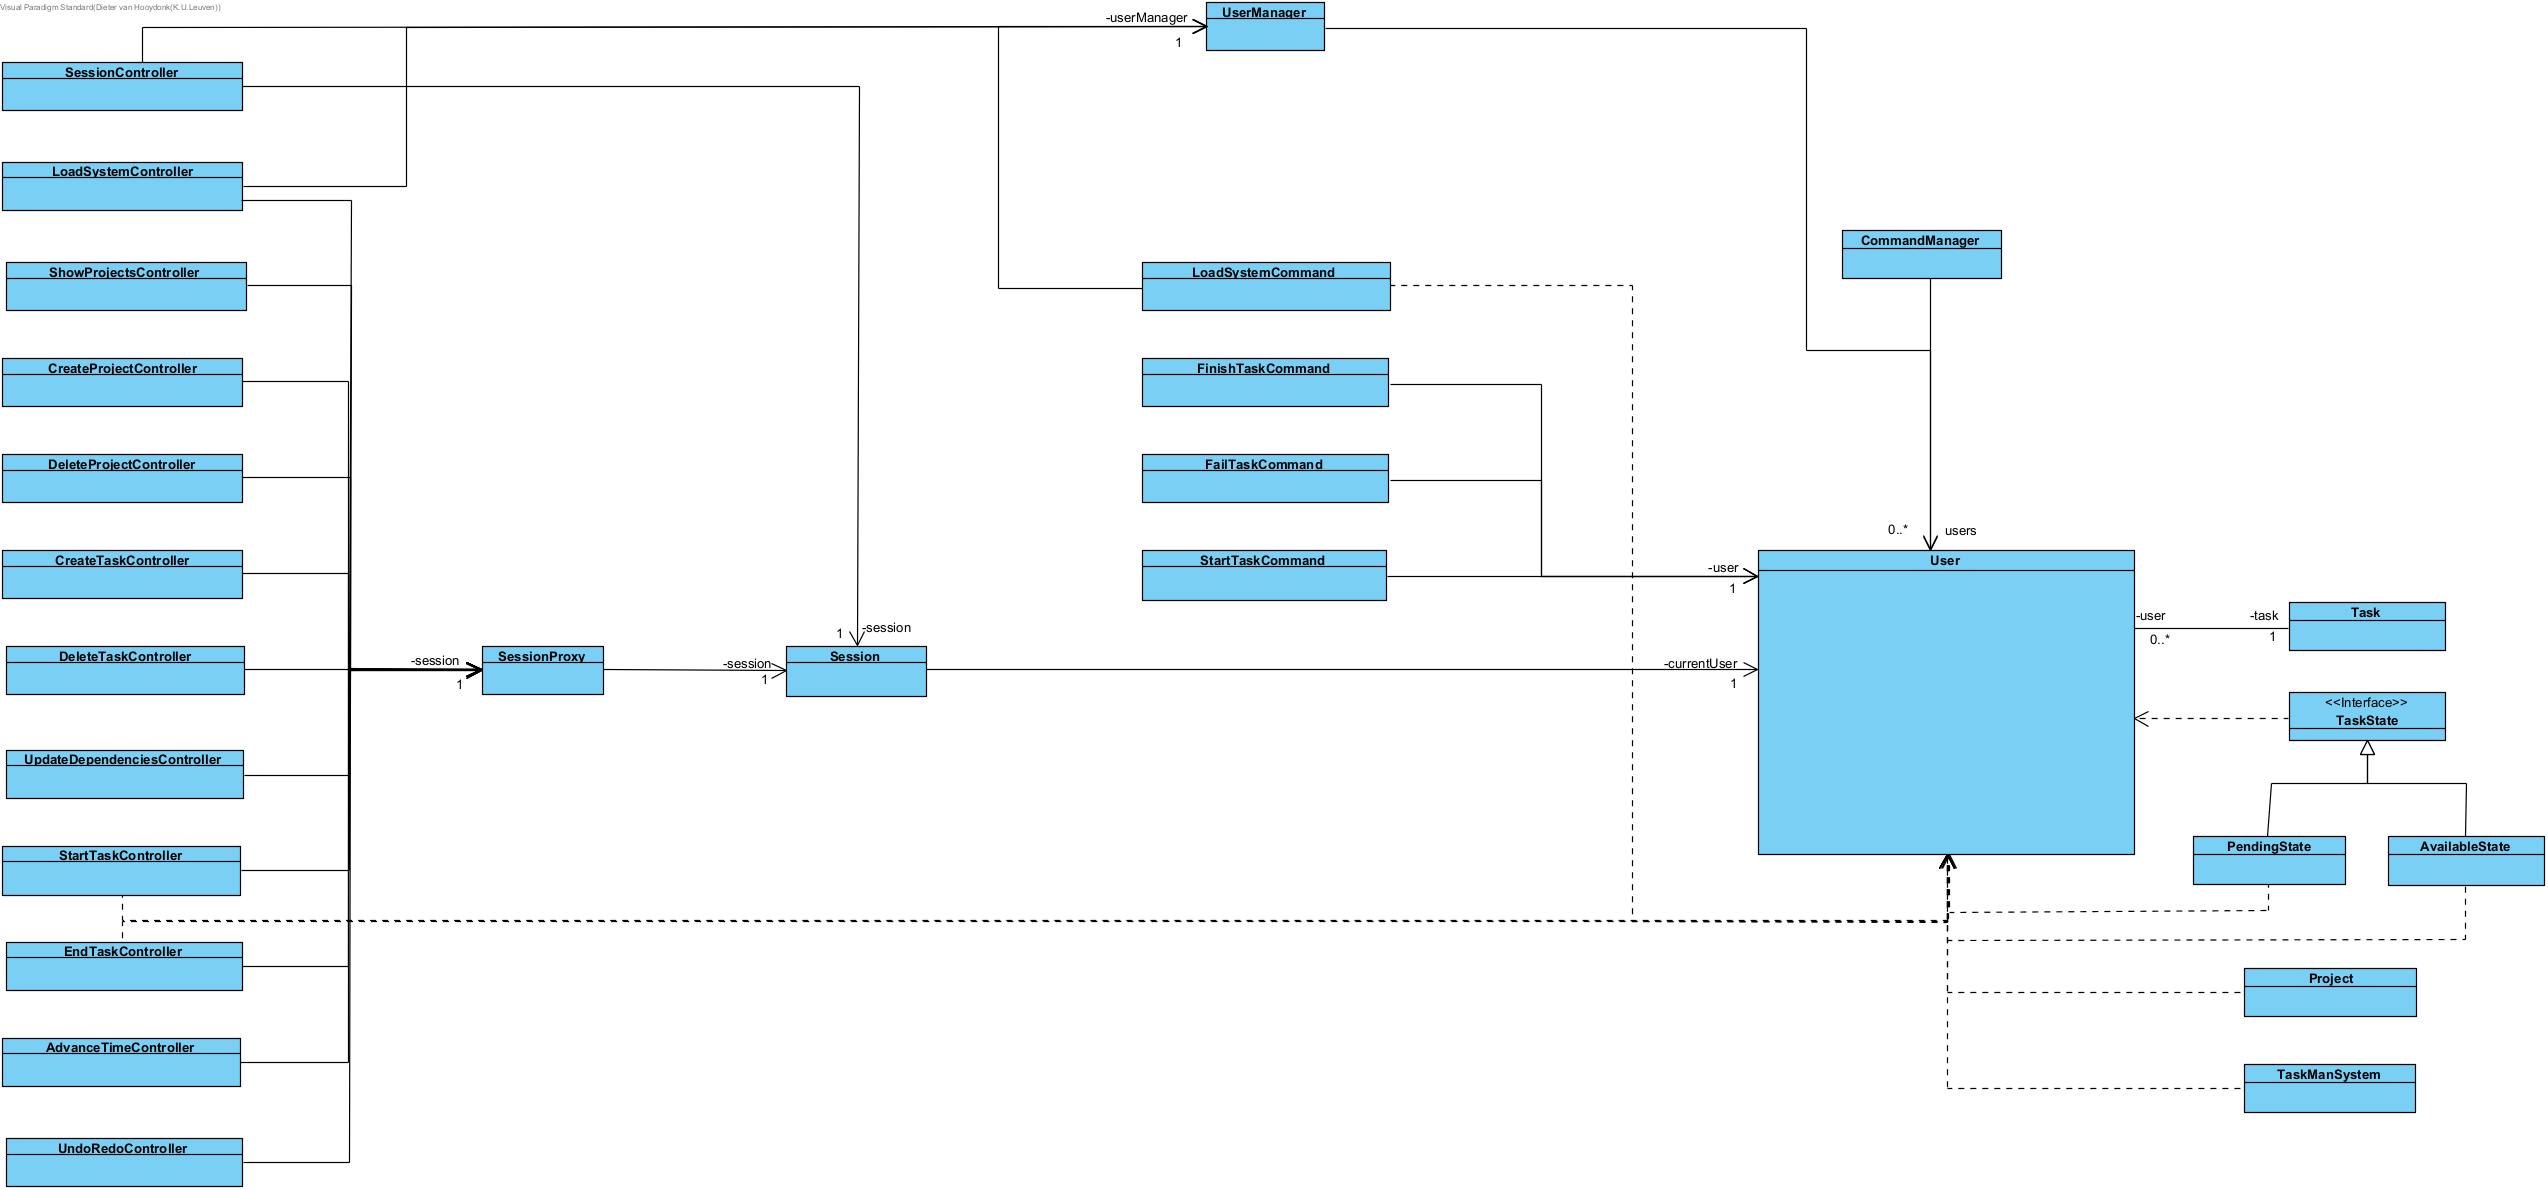 Visual Paradigm Standard(Dieter van Hooydonk(K.U.Leuven))
-userManager
1
UserManager
SessionController
LoadSystemController
ShowProjectsController
CreateProjectController
DeleteProjectController
CreateTaskController
DeleteTaskController
UpdateDependenciesController
StartTaskController
EndTaskController
AdvanceTimeController
UndoRedoController
-session
1
SessionProxy
-session
1
1
-session
Session
LoadSystemCommand
FinishTaskCommand
FailTaskCommand
StartTaskCommand
CommandManager
0..*
users
-user
1
-currentUser
1
User
-user
0..*
-task
1
Task
<<Interface>>
TaskState
PendingState
AvailableState
Project
TaskManSystem